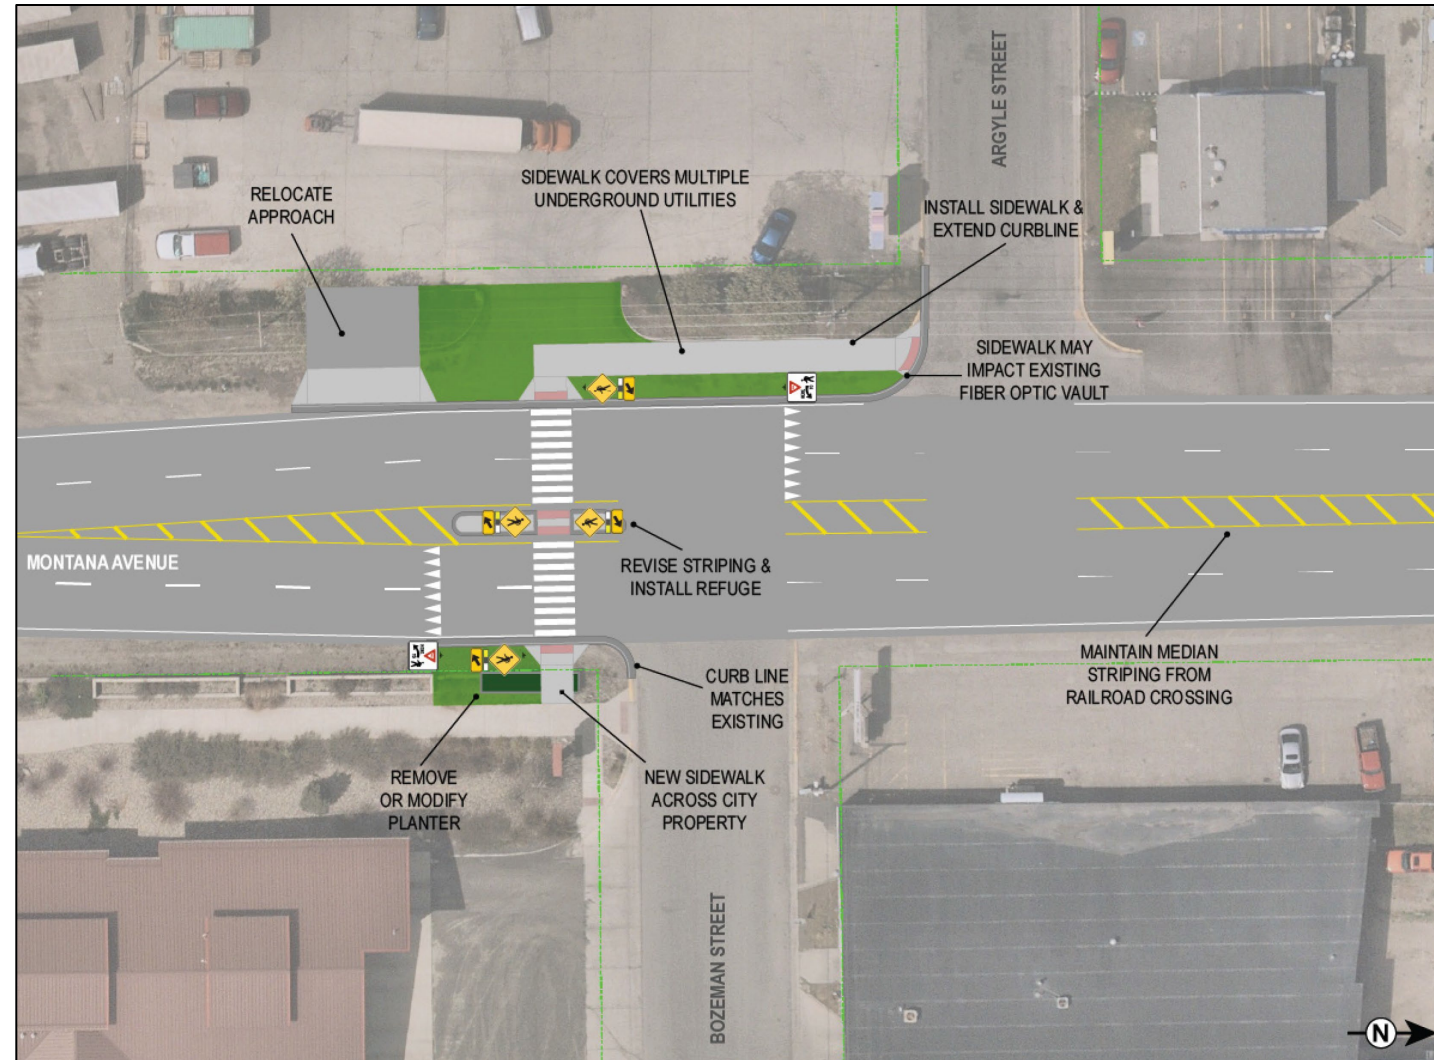 ARGYLE STREET
RELOCATE
APPROACH
SIDEWALK COVERS MULTIPLE
UNDERGROUND UTILITIES
INSTALL SIDEWALK &
EXTEND CURBLINE
SIDEWALK MAY
IMPACT EXISTING
FIBER OPTIC VAULT
MONTANA AVENUE
REVISE STRIPING &
INSTALL REFUGE
MAINTAIN MEDIAN
STRIPING FROM
RAILROAD CROSSING
CURB LINE
MATCHES
EXISTING
REMOVE
OR MODIFY
PLANTER
NEW SIDEWALK
ACROSS CITY
PROPERTY
BOZEMAN STREET
N